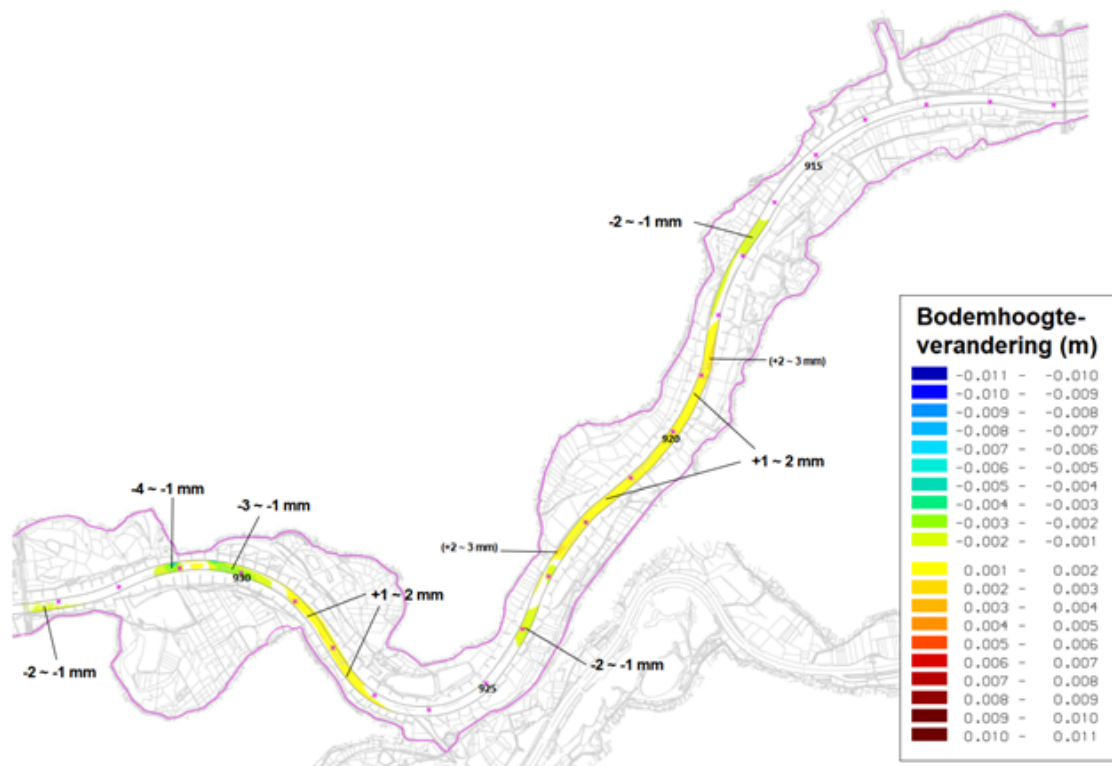 915
-2 ~ -1 mm
(+2 ~ 3 mm)
920
+1 ~ 2 mm
-4 ~ -1 mm
-3 ~ -1 mm
(+2 ~ 3 mm)
930
+1 ~ 2 mm
-2 ~ -1 mm
-2 ~ -1 mm
925
Bodemhoogte-
verandering (m)
-0.011 - -0.010
-0.010 - -0.009
-0.009 - -0.008
-0.008 - -0.007
-0.007 - -0.006
-0.006 - -0.005
-0.005 - -0.004
-0.004 - -0.003
-0.003 - -0.002
-0.002 - -0.001
0.001 - 0.002
0.002 - 0.003
0.003 - 0.004
0.004 - 0.005
0.005 - 0.006
0.006 - 0.007
0.007 - 0.008
0.008 - 0.009
0.009 - 0.010
0.010 - 0.011